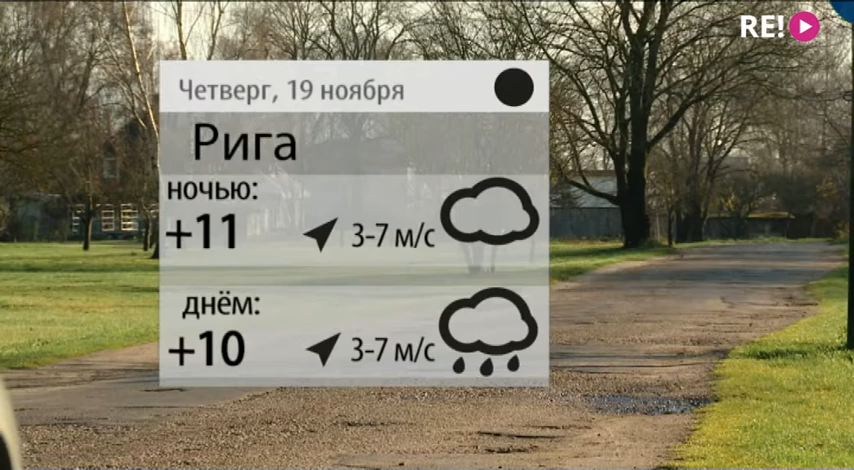 RE!
Четверг, 19 ноября
Рига
ночью:
+11 3-7 м/с
днём:
+10 3-7 м/с